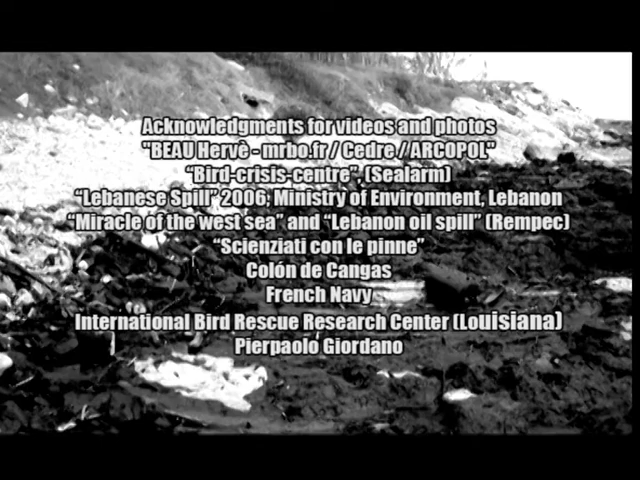 Acknowledgments for videos and photos
"BEAU Hervè - mrbo.fr / Cedre / ARCOPOL"
“Bird-crisis-centre”, (Sealarm)
“Lebanese Spill” 2006; Ministry of Environment, Lebanon
“Miracle of the west sea” and “Lebanon oil spill” (Rempec)
“Scienziati con le pinne”
Colón de Cangas
French Navy
International Bird Rescue Research Center (Louisiana)
Pierpaolo Giordano